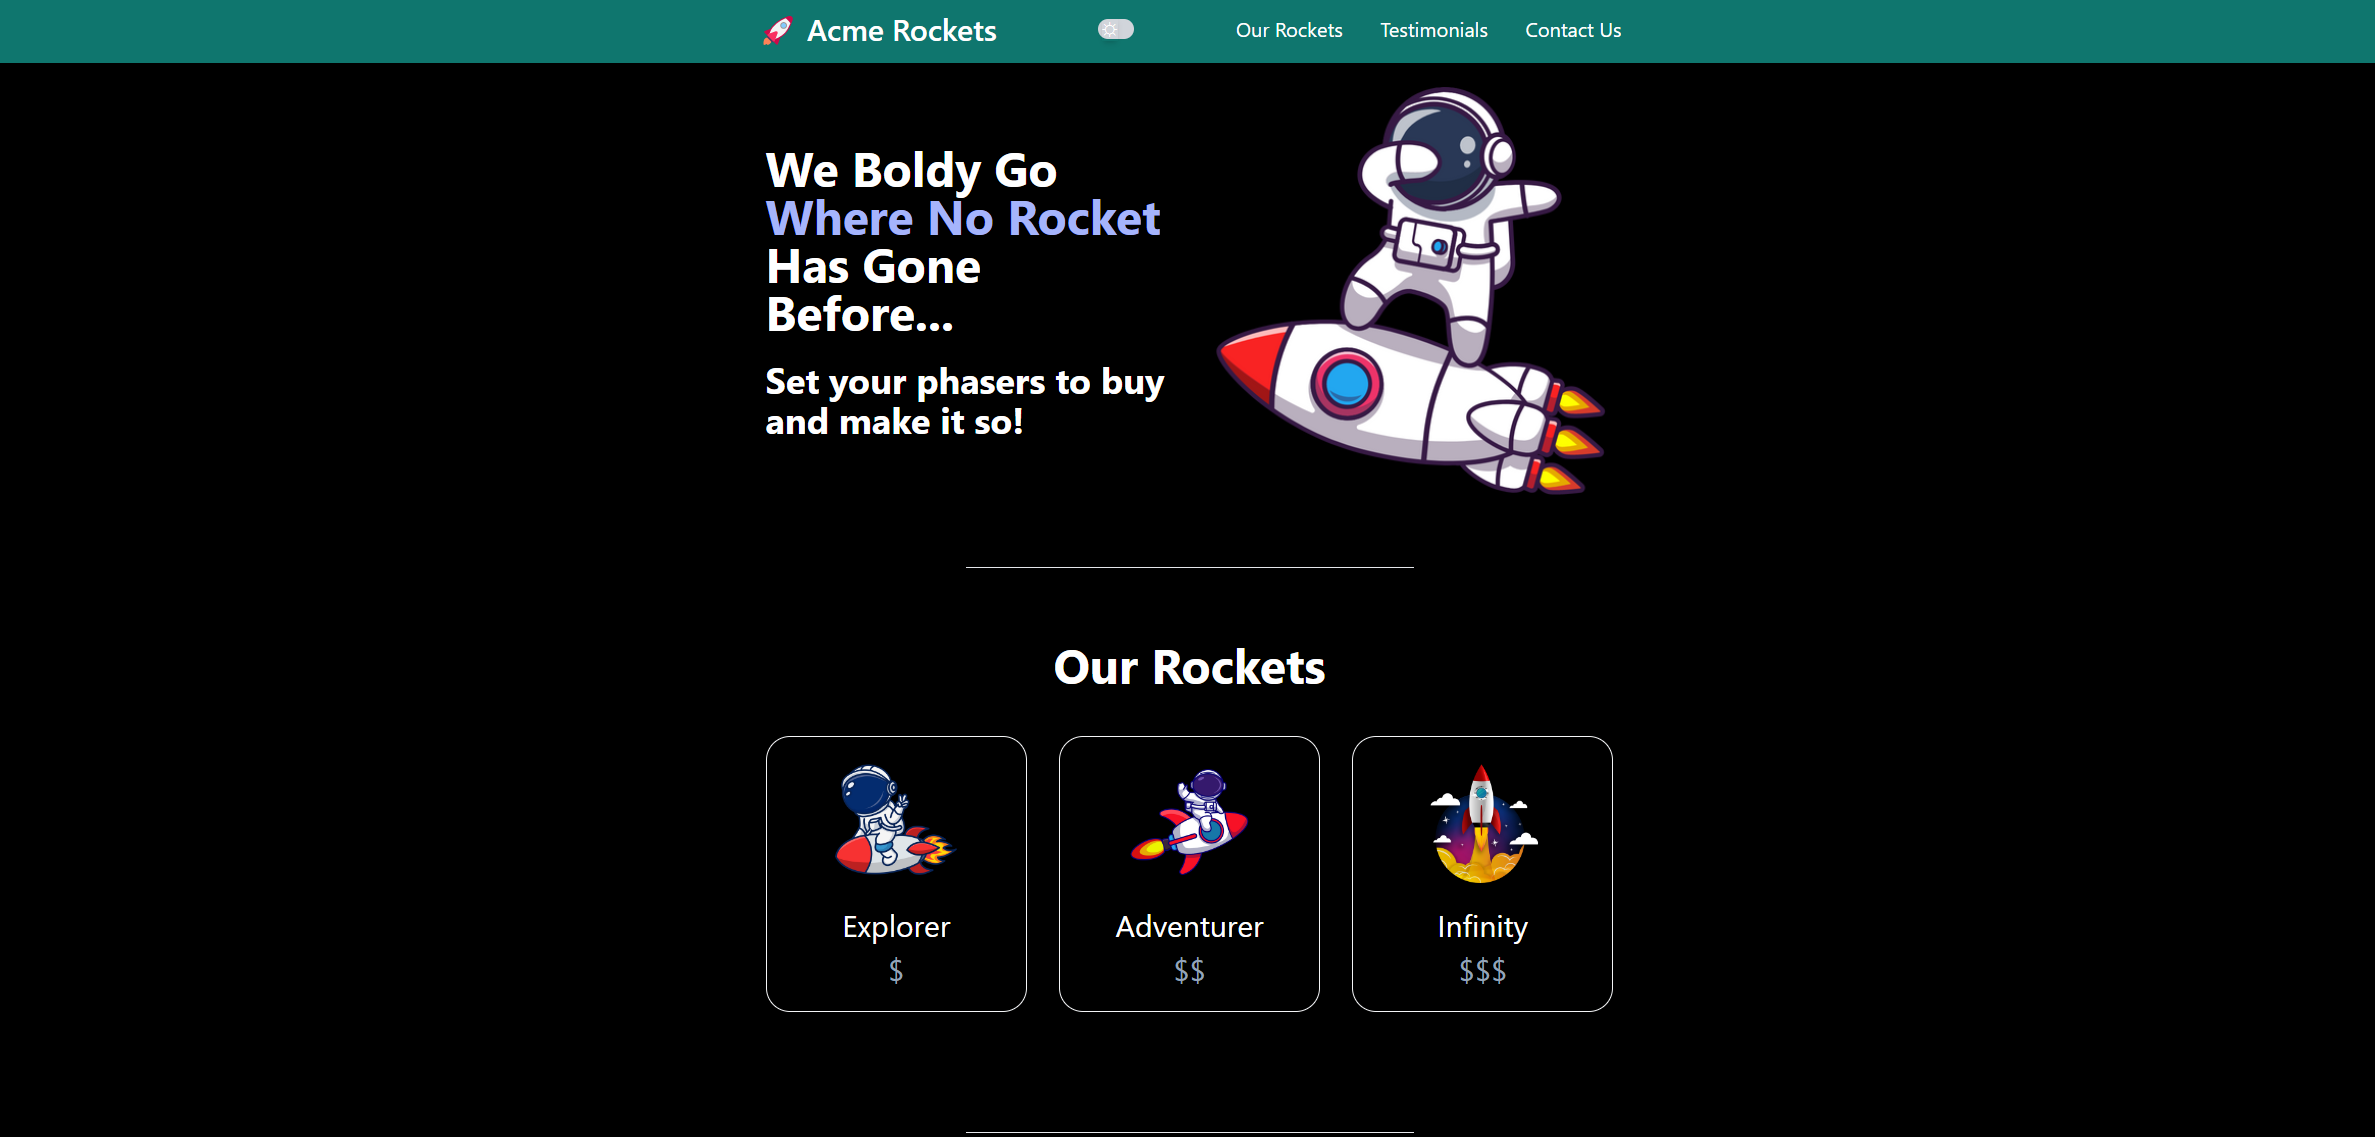 Acme Rockets
Our Rockets
Testimonials
Contact Us
We Boldy Go
Where No Rocket
Has Gone
Before...
Set your phasers to buy
and make it so!
Our Rockets
Explorer
$
Adventurer
$$
Infinity
$$$